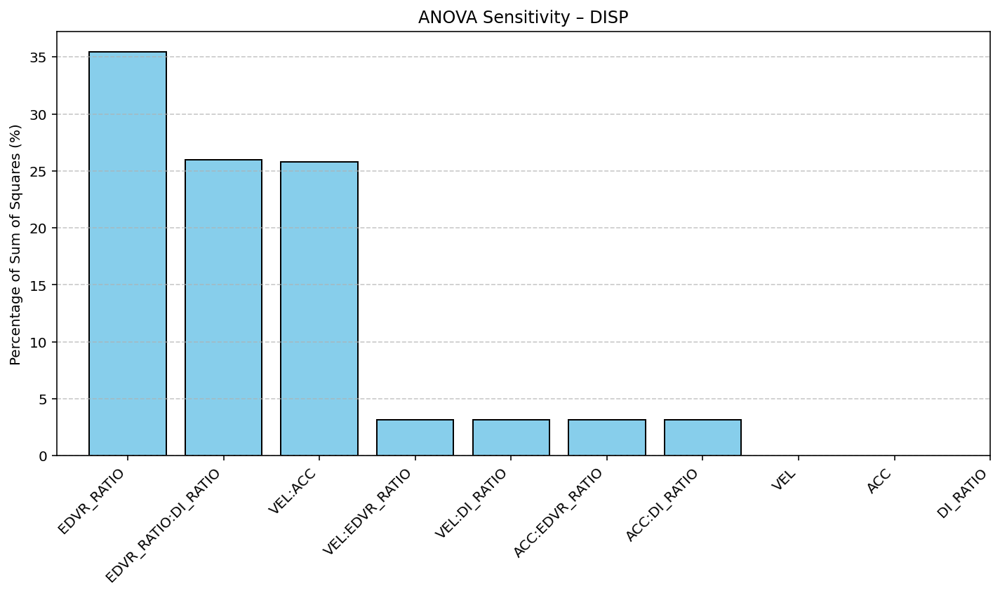 ANOVA Sensitivity – DISP
Percentage of Sum of Squares (%)
35
30
25
20
15
10
5
0
EDVR_RATIO
EDVR_RATIO:DI_RATIO
VEL:ACC
VEL:EDVR_RATIO
VEL:DI_RATIO
ACC:EDVR_RATIO
ACC:DI_RATIO
VEL
ACC
DI_RATIO